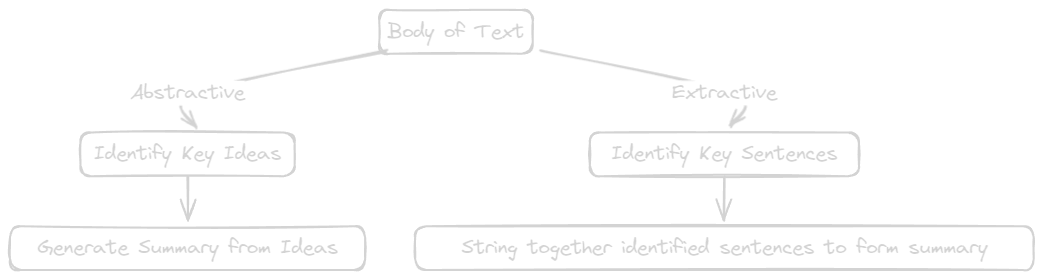 Body of Text
Abstractive
Extractive
Identify Key Ideas
Identify Key Sentences
Generate Summary from Ideas
String together identified sentences to form summary